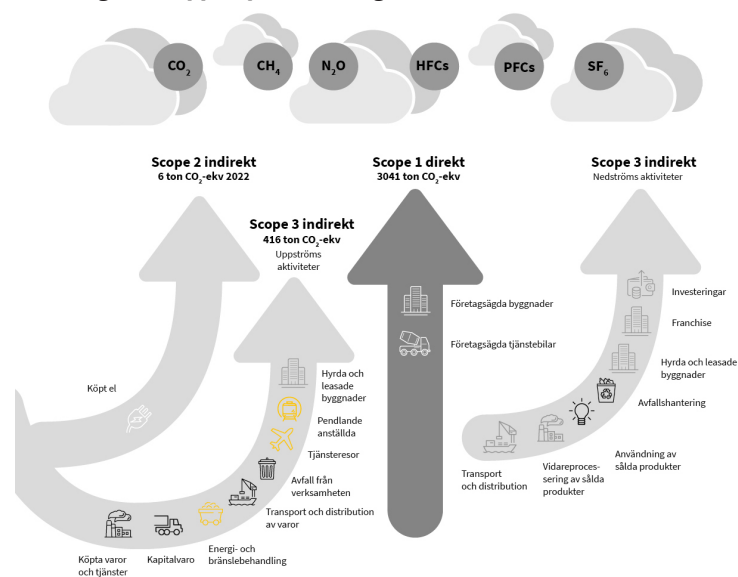 CO2
CH4
N2O
HFCs
PFCs
SF6
Scope 2 indirekt
6 ton CO2-ekv 2022
Scope 1 direkt
3041 ton CO2-ekv
Scope 3 indirekt
Nedströms aktiviteter
Scope 3 indirekt
416 ton CO2-ekv
Uppströms
aktiviteter
Köpt el
Hyrda och
leasade
byggnader
Pendlande
anställda
Tjänsteresor
Avfall från
verksamheten
Transport och distribution
av varor
Energi- och
bränslebehandling
Kapitalvaro
Köpta varor
och tjänster
Företagsägda byggnader
Företagsägda tjänstebilar
Investeringar
Franchise
Hyrda och leasade
byggnader
Avfallshantering
Användning av
sålda produkter
Vidareproces-
sering av sålda
produkter
Transport
och distribution